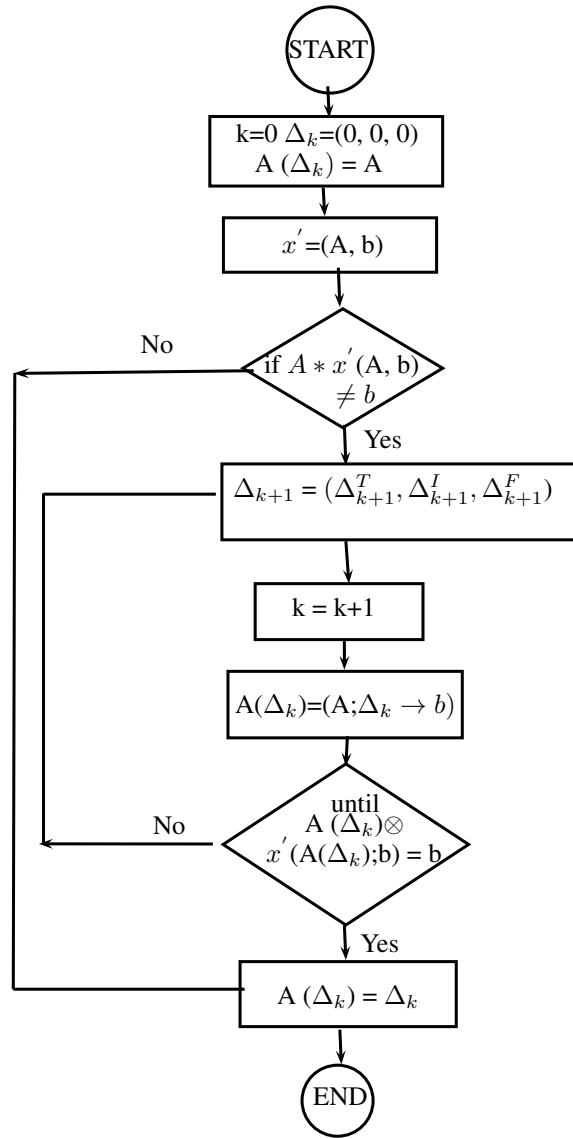 START
k=0 Δ_k=(0, 0, 0)
A (Δ_k) = A
x'=(A, b)
No
if A ∗ x'(A, b)
≠ b
Yes
Δ_{k+1} = (Δ^T_{k+1}, Δ^I_{k+1}, Δ^F_{k+1})
k = k+1
A(Δ_k)=(A;Δ_k → b)
until
A (Δ_k)⊗
No
x'(A(Δ_k);b) = b
Yes
A (Δ_k) = Δ_k
END